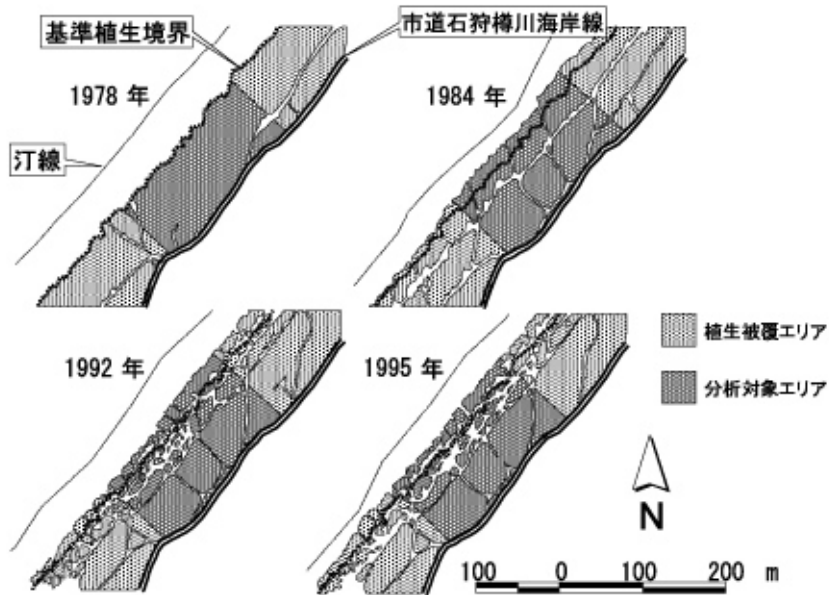 基準植生境界
市道石狩樽川海岸線
1978 年
1984 年
汀線
1992 年
1995 年
植生被覆エリア
分析対象エリア
N
100 0 100 200 m